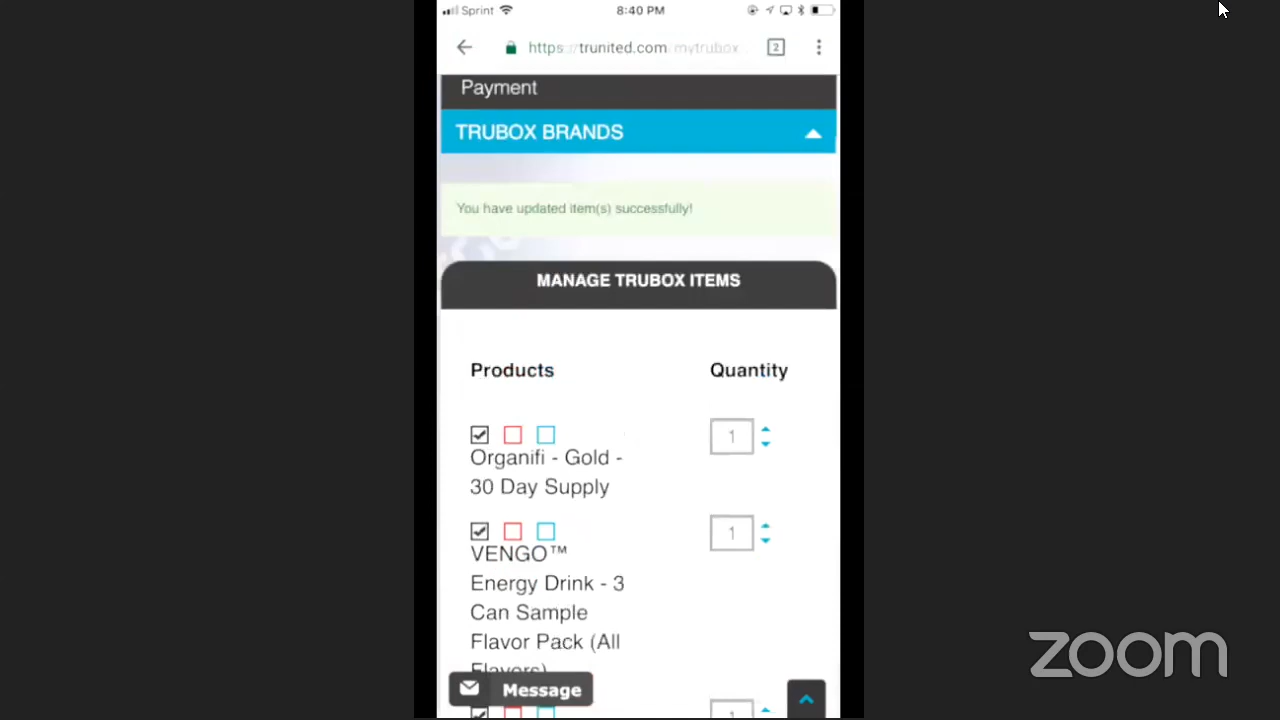 Sprint 8:40 PM
https://trunited.com/mytrubox 2
Payment
TRUBOX BRANDS
You have updated item(s) successfully!
MANAGE TRUBOX ITEMS
Products Quantity
1
Organifi - Gold -
30 Day Supply
1
VENGO™
Energy Drink - 3
Can Sample
Flavor Pack (All
Flavors)
Message
1
zoom